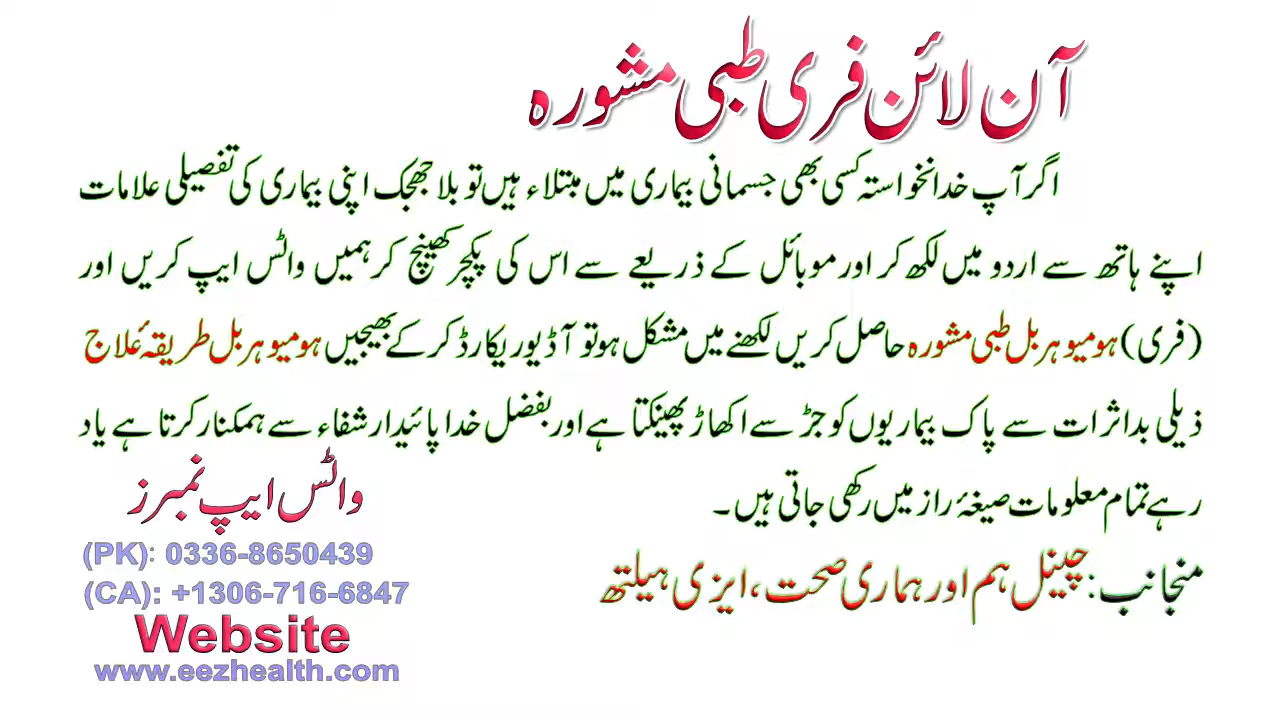 آن لائن فری طبی مشورہ
اگر آپ خدانخواستہ کسی بھی جسمانی بیماری میں مبتلاء ہیں تو بلا جھجک اپنی بیماری کی تفصیلی علامات
اپنے ہاتھ سے اردو میں لکھ کر اور موبائل کے ذریعے سے اس کی پکچر کھینچ کر ہمیں واٹس ایپ کریں اور
(فری) ہومیو ہربل طبی مشورہ حاصل کریں لکھنے میں مشکل ہو تو آڈیو ریکارڈ کر کے بھیجیں ہومیو ہربل طریقہ علاج
ذیلی بداثرات سے پاک بیماریوں کو جڑ سے اکھاڑ پھینکتا ہے اور بفضل خدا پائیدار شفاء سے ہمکنار کرتا ہے یاد
رہے تمام معلومات صیغۂ راز میں رکھی جاتی ہیں۔
منجانب: چینل ہم اور ہماری صحت، ایزی ہیلتھ
واٹس ایپ نمبرز
(PK): 0336-8650439
(CA): +1306-716-6847
Website
www.eezhealth.com